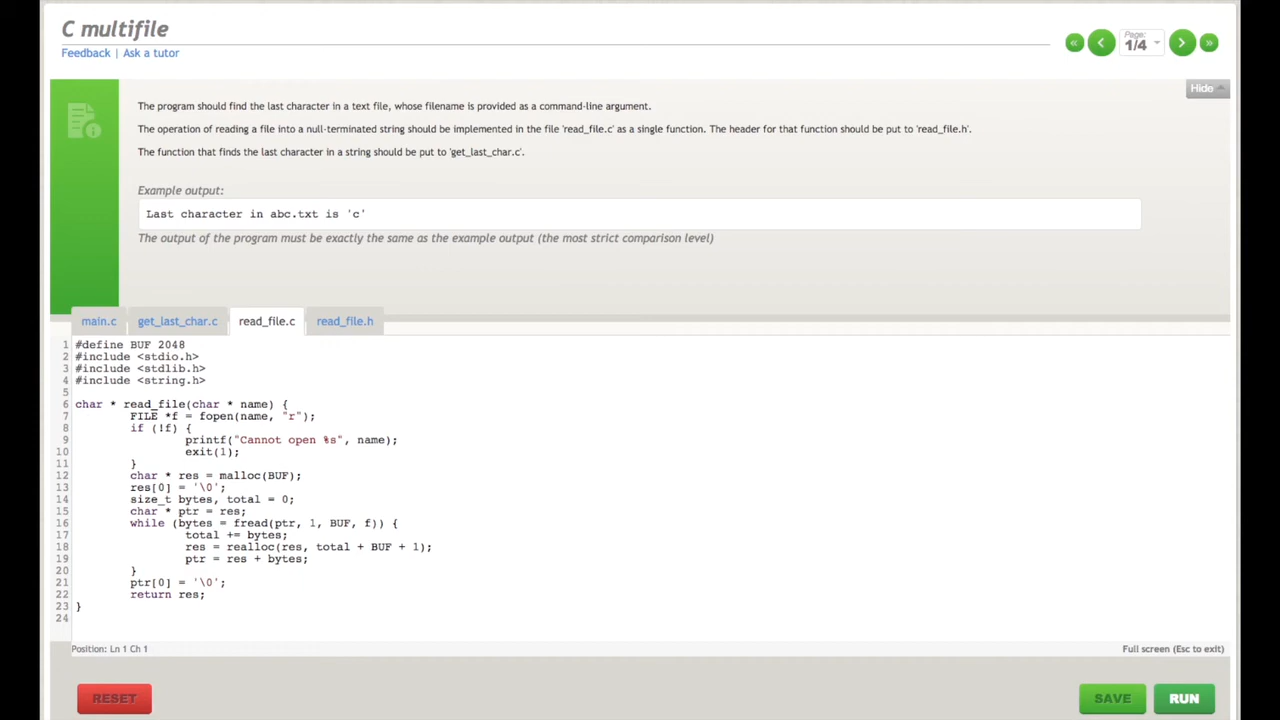 C multifile
Feedback | Ask a tutor
Page:
1/4
Hide
The program should find the last character in a text file, whose filename is provided as a command-line argument.
The operation of reading a file into a null-terminated string should be implemented in the file 'read_file.c' as a single function. The header for that function should be put to 'read_file.h'.
The function that finds the last character in a string should be put to 'get_last_char.c'.
Example output:
Last character in abc.txt is 'c'
The output of the program must be exactly the same as the example output (the most strict comparison level)
main.c get_last_char.c read_file.c read_file.h
1 #define BUF 2048
2 #include <stdio.h>
3 #include <stdlib.h>
4 #include <string.h>
5
6 char * read_file(char * name) {
7 FILE *f = fopen(name, "r");
8 if (!f) {
9 printf("Cannot open %s", name);
10 exit(1);
11 }
12 char * res = malloc(BUF);
13 res[0] = '\0';
14 size_t bytes, total = 0;
15 char * ptr = res;
16 while (bytes = fread(ptr, 1, BUF, f)) {
17 total += bytes;
18 res = realloc(res, total + BUF + 1);
19 ptr = res + bytes;
20 }
21 ptr[0] = '\0';
22 return res;
23 }
24
Position: Ln 1 Ch 1
Full screen (Esc to exit)
RESET
SAVE
RUN